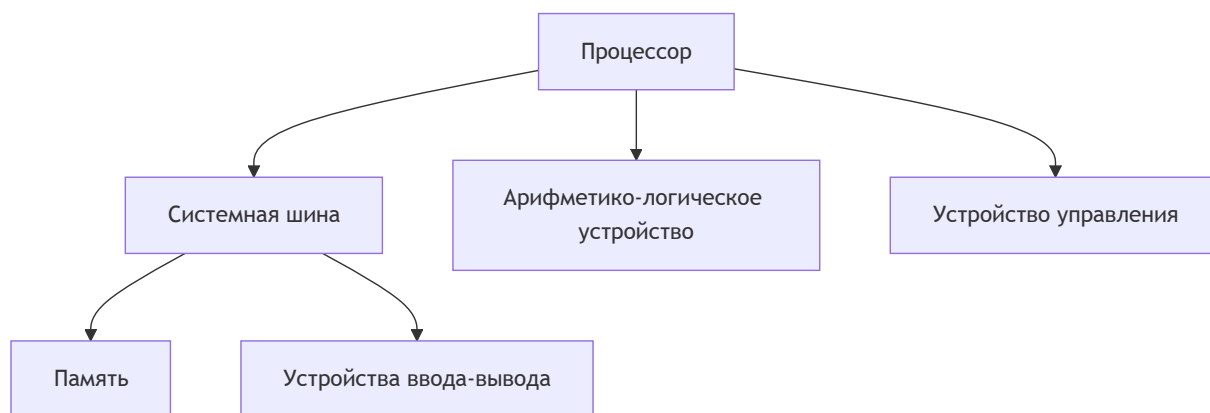 Процессор
Системная шина
Арифметико-логическое
устройство
Устройство управления
Память
Устройства ввода-вывода